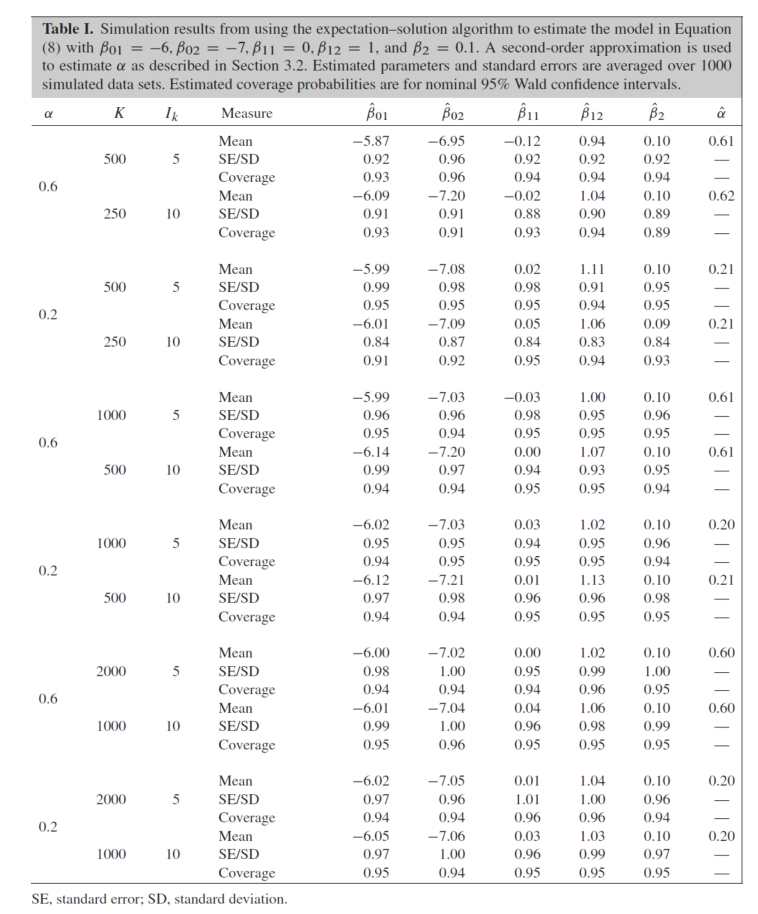 Table I. Simulation results from using the expectation–solution algorithm to estimate the model in Equation
(8) with β01 = −6, β02 = −7, β11 = 0, β12 = 1, and β2 = 0.1. A second-order approximation is used
to estimate α as described in Section 3.2. Estimated parameters and standard errors are averaged over 1000
simulated data sets. Estimated coverage probabilities are for nominal 95% Wald confidence intervals.
α K Ik Measure β̂01 β̂02 β̂11 β̂12 β̂2 α̂
Mean −5.87 −6.95 −0.12 0.94 0.10 0.61
500 5 SE/SD 0.92 0.96 0.92 0.92 0.92 —
Coverage 0.93 0.96 0.94 0.94 0.94 —
0.6
Mean −6.09 −7.20 −0.02 1.04 0.10 0.62
250 10 SE/SD 0.91 0.91 0.88 0.90 0.89 —
Coverage 0.93 0.91 0.93 0.94 0.89 —
Mean −5.99 −7.08 0.02 1.11 0.10 0.21
500 5 SE/SD 0.99 0.98 0.98 0.91 0.95 —
Coverage 0.95 0.95 0.95 0.94 0.95 —
0.2
Mean −6.01 −7.09 0.05 1.06 0.09 0.21
250 10 SE/SD 0.84 0.87 0.84 0.83 0.84 —
Coverage 0.91 0.92 0.95 0.94 0.93 —
Mean −5.99 −7.03 −0.03 1.00 0.10 0.61
1000 5 SE/SD 0.96 0.96 0.98 0.95 0.96 —
Coverage 0.95 0.94 0.95 0.95 0.95 —
0.6
Mean −6.14 −7.20 0.00 1.07 0.10 0.61
500 10 SE/SD 0.99 0.97 0.94 0.93 0.95 —
Coverage 0.94 0.94 0.95 0.95 0.94 —
Mean −6.02 −7.03 0.03 1.02 0.10 0.20
1000 5 SE/SD 0.95 0.95 0.94 0.95 0.96 —
Coverage 0.94 0.95 0.95 0.95 0.94 —
0.2
Mean −6.12 −7.21 0.01 1.13 0.10 0.21
500 10 SE/SD 0.97 0.98 0.96 0.96 0.98 —
Coverage 0.94 0.94 0.95 0.95 0.95 —
Mean −6.00 −7.02 0.00 1.02 0.10 0.60
2000 5 SE/SD 0.98 1.00 0.95 0.99 1.00 —
Coverage 0.94 0.94 0.94 0.96 0.95 —
0.6
Mean −6.01 −7.04 0.04 1.06 0.10 0.60
1000 10 SE/SD 0.99 1.00 0.96 0.98 0.99 —
Coverage 0.95 0.96 0.95 0.95 0.95 —
Mean −6.02 −7.05 0.01 1.04 0.10 0.20
2000 5 SE/SD 0.97 0.96 1.01 1.00 0.96 —
Coverage 0.94 0.94 0.96 0.96 0.94 —
0.2
Mean −6.05 −7.06 0.03 1.03 0.10 0.20
1000 10 SE/SD 0.97 1.00 0.96 0.99 0.97 —
Coverage 0.95 0.94 0.95 0.95 0.95 —
SE, standard error; SD, standard deviation.